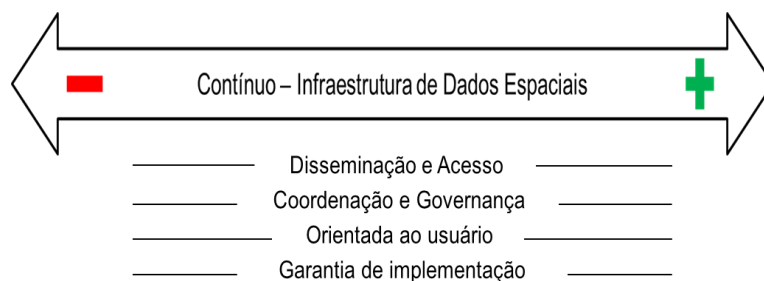 Contínuo – Infraestrutura de Dados Espaciais
Disseminação e Acesso
Coordenação e Governança
Orientada ao usuário
Garantia de implementação